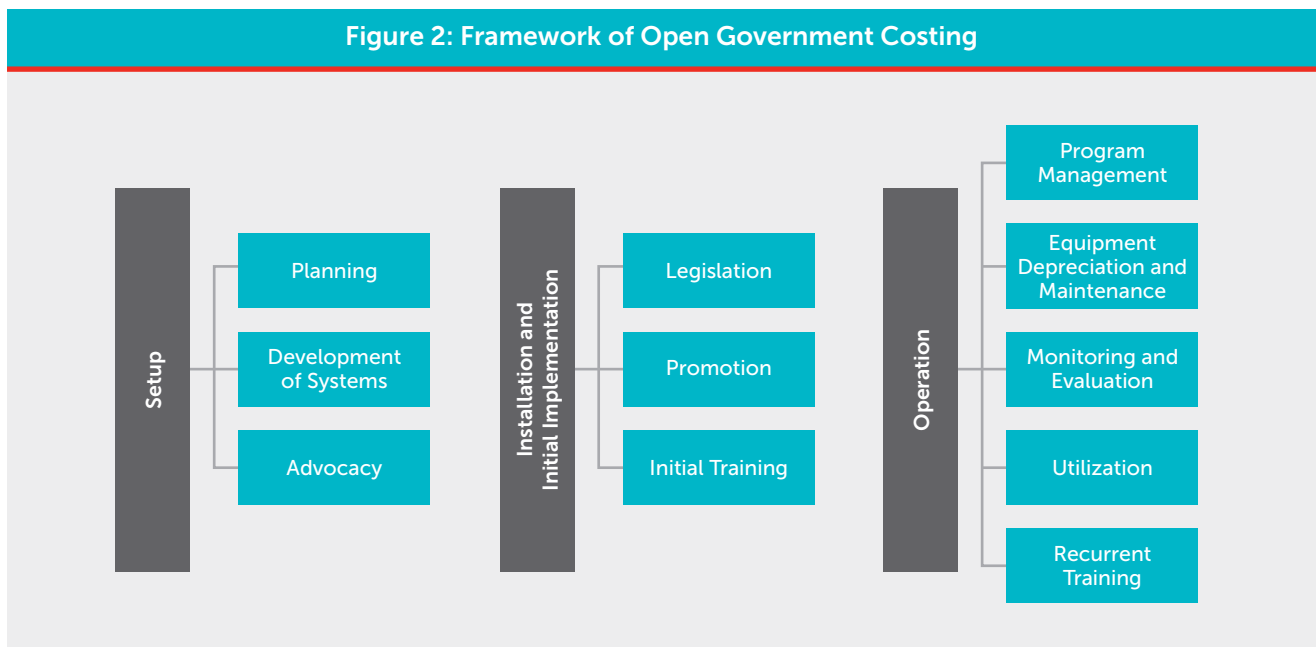 Figure 2: Framework of Open Government Costing
Setup
Planning
Development
of Systems
Advocacy
Installation and
Initial Implementation
Legislation
Promotion
Initial Training
Operation
Program
Management
Equipment
Depreciation and
Maintenance
Monitoring and
Evaluation
Utilization
Recurrent
Training